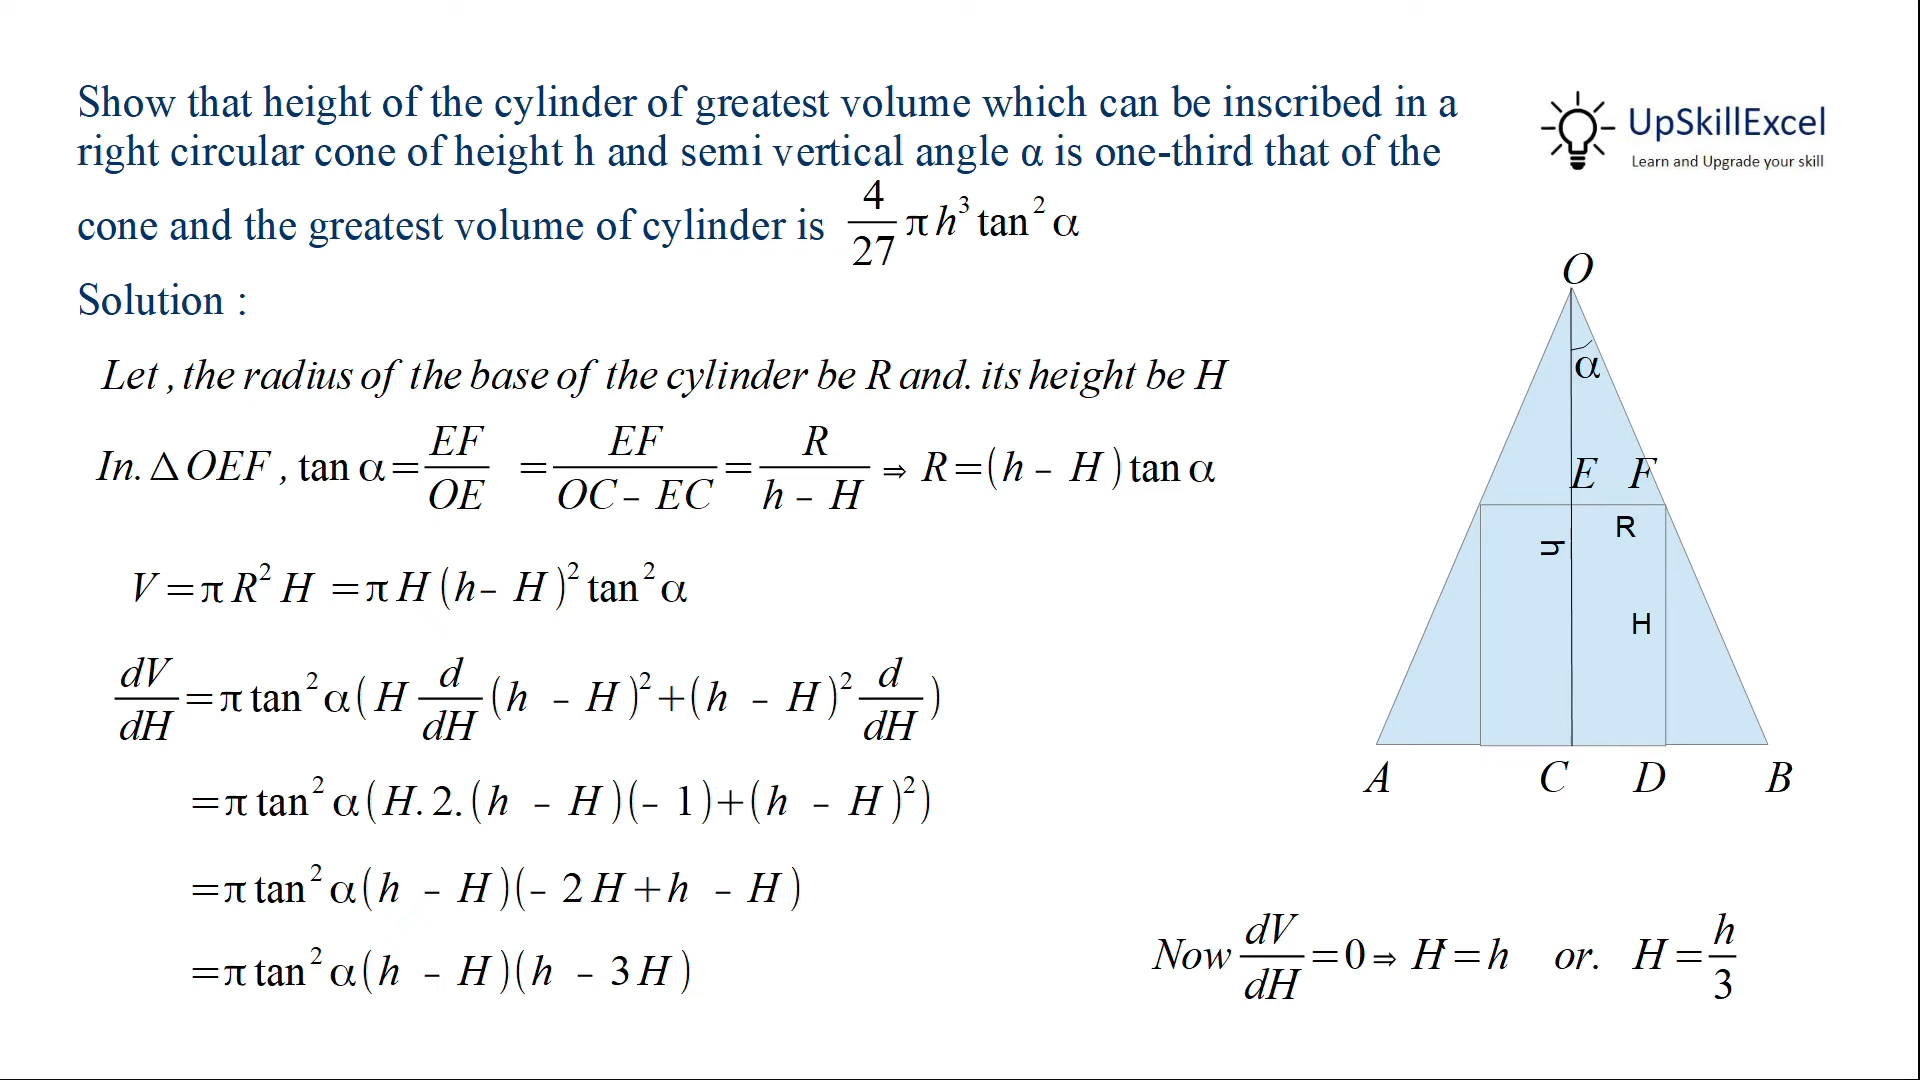 Show that height of the cylinder of greatest volume which can be inscribed in a
UpSkillExcel
Learn and Upgrade your skill
right circular cone of height h and semi vertical angle α is one-third that of the
cone and the greatest volume of cylinder is 4/27 π h³ tan² α
Solution :
Let , the radius of the base of the cylinder be R and. its height be H
In. Δ OEF , tan α = EF/OE = EF/(OC – EC) = R/(h – H) ⇒ R = (h – H) tan α
V = π R² H = π H (h – H)² tan² α
dV/dH = π tan² α ( H d/dH (h – H)² + (h – H)² d/dH )
= π tan² α ( H. 2. (h – H)(– 1) + (h – H)² )
= π tan² α (h – H)(– 2 H + h – H)
= π tan² α (h – H)(h – 3 H)
Now dV/dH = 0 ⇒ H = h or. H = h/3
O
α
E F
R
h
H
A C D B